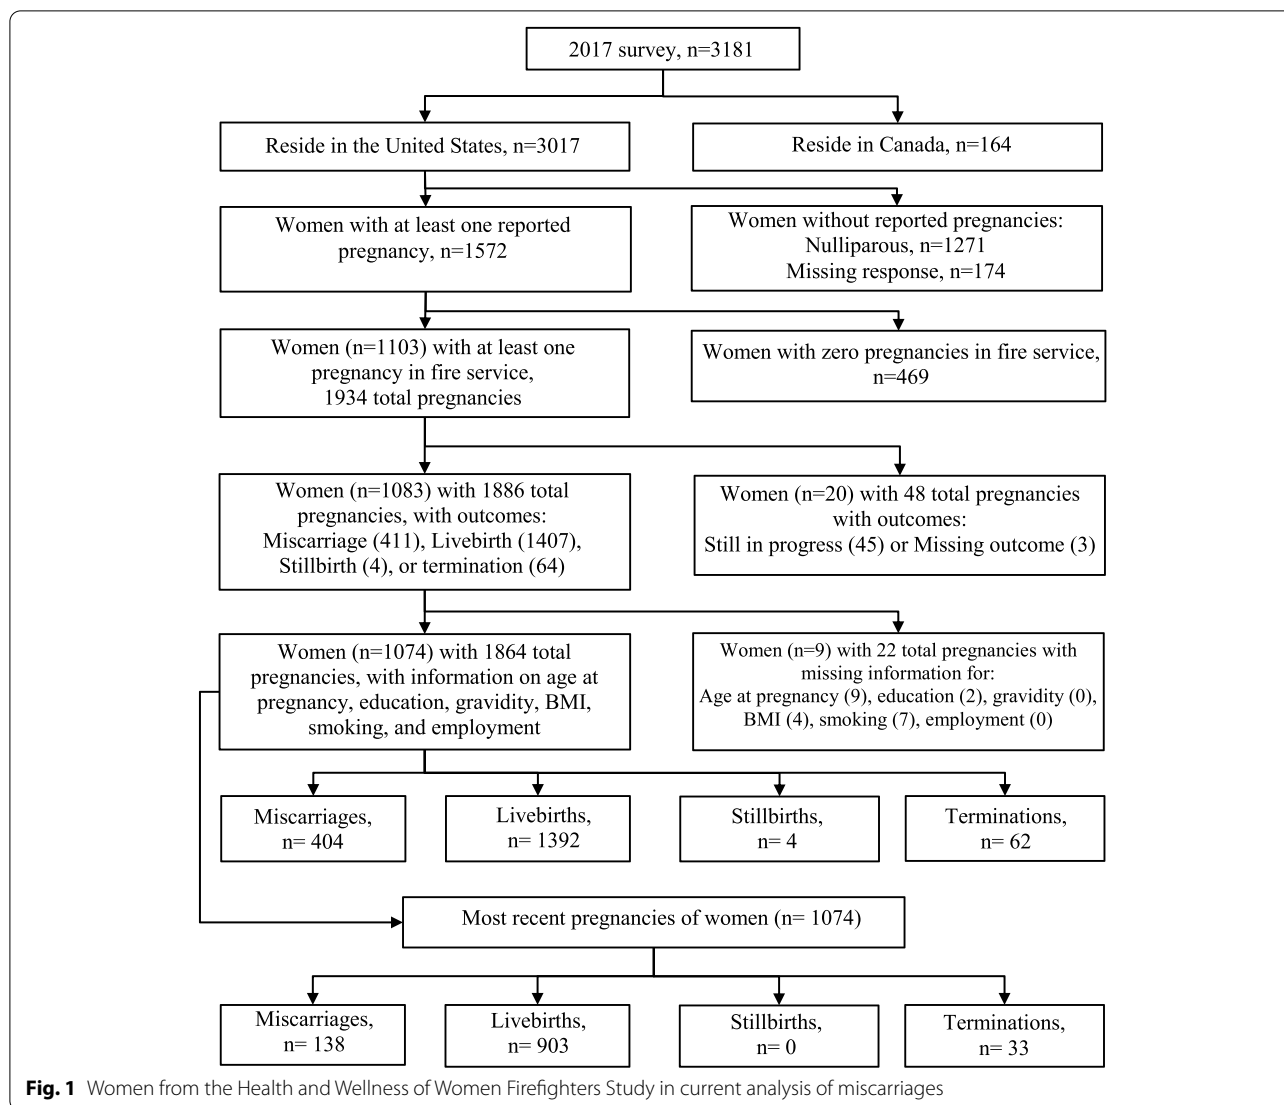 2017 survey, n=3181
Reside in the United States, n=3017
Reside in Canada, n=164
Women with at least one reported
pregnancy, n=1572
Women without reported pregnancies:
Nulliparous, n=1271
Missing response, n=174
Women (n=1103) with at least one
pregnancy in fire service,
1934 total pregnancies
Women with zero pregnancies in fire service,
n=469
Women (n=1083) with 1886 total
pregnancies, with outcomes:
Miscarriage (411), Livebirth (1407),
Stillbirth (4), or termination (64)
Women (n=20) with 48 total pregnancies
with outcomes:
Still in progress (45) or Missing outcome (3)
Women (n=1074) with 1864 total
pregnancies, with information on age at
pregnancy, education, gravidity, BMI,
smoking, and employment
Women (n=9) with 22 total pregnancies with
missing information for:
Age at pregnancy (9), education (2), gravidity (0),
BMI (4), smoking (7), employment (0)
Miscarriages,
n= 404
Livebirths,
n= 1392
Stillbirths,
n= 4
Terminations,
n= 62
Most recent pregnancies of women (n= 1074)
Miscarriages,
n= 138
Livebirths,
n= 903
Stillbirths,
n= 0
Terminations,
n= 33
Fig. 1 Women from the Health and Wellness of Women Firefighters Study in current analysis of miscarriages